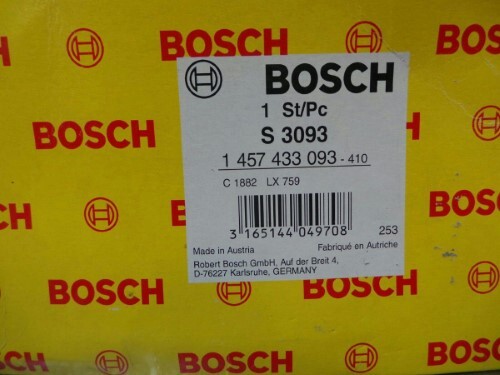 BOSCH
BOSCH
BOSCH
BOSCH
1 St/Pc
S 3093
1 457 433 093 - 410
C 1882 LX 759
3 165144 049708
253
Made in Austria
Fabriqué en Autriche
Robert Bosch GmbH, Auf der Breit 4,
D-76227 Karlsruhe, GERMANY
BOSCH
BOSCH
BOSCH
BOSCH
BOSCH